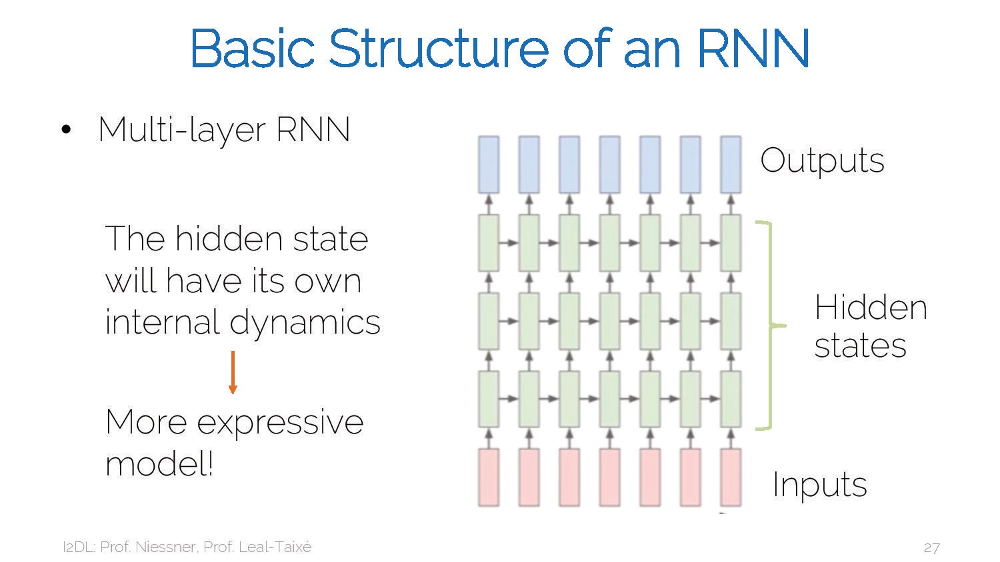 Basic Structure of an RNN
• Multi-layer RNN
The hidden state
will have its own
internal dynamics
More expressive
model!
Outputs
Hidden
states
Inputs
I2DL: Prof. Niessner, Prof. Leal-Taixé
27